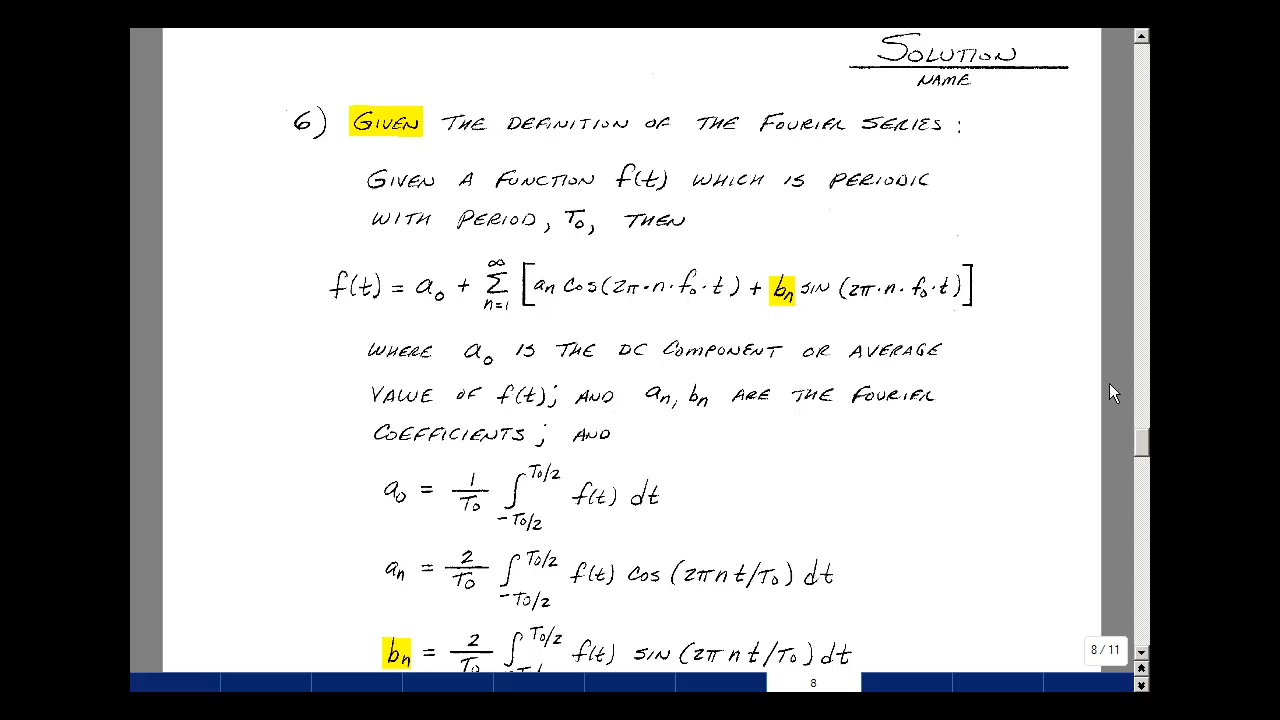 SOLUTION
NAME
6) GIVEN THE DEFINITION OF THE FOURIER SERIES:
GIVEN A FUNCTION f(t) WHICH IS PERIODIC
WITH PERIOD, T₀, THEN
f(t) = a₀ + ∞Σn=1 [an cos(2π·n·f₀·t) + bn sin(2π·n·f₀·t)]
WHERE a₀ IS THE DC COMPONENT OR AVERAGE
VALUE OF f(t); AND an, bn ARE THE FOURIER
COEFFICIENTS; AND
a₀ = 1/T₀ ∫-T₀/2^T₀/2 f(t) dt
an = 2/T₀ ∫-T₀/2^T₀/2 f(t) cos(2πnt/T₀) dt
bn = 2/T₀ ∫^T₀/2 f(t) sin(2πnt/T₀) dt
8 / 11
8